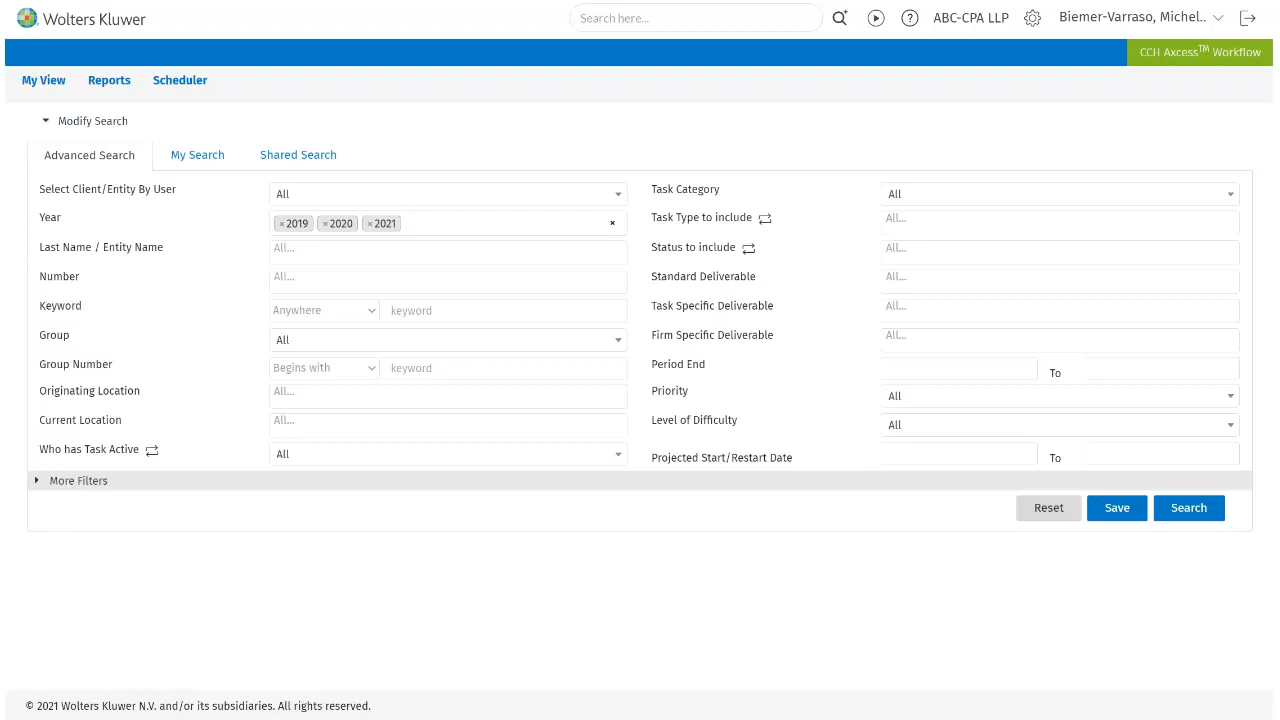 Wolters Kluwer Search here... ABC-CPA LLP Biemer-Varraso, Michel..
CCH Axcess™ Workflow
My View Reports Scheduler
Modify Search
Advanced Search My Search Shared Search
Select Client/Entity By User All Task Category All
Year × 2019 × 2020 × 2021 × Task Type to include All...
Last Name / Entity Name All... Status to include All...
Number All... Standard Deliverable All...
Keyword Anywhere keyword Task Specific Deliverable All...
Group All Firm Specific Deliverable All...
Group Number Begins with keyword Period End To
Originating Location All... Priority All
Current Location All... Level of Difficulty All
Who has Task Active All Projected Start/Restart Date To
More Filters
Reset Save Search
© 2021 Wolters Kluwer N.V. and/or its subsidiaries. All rights reserved.